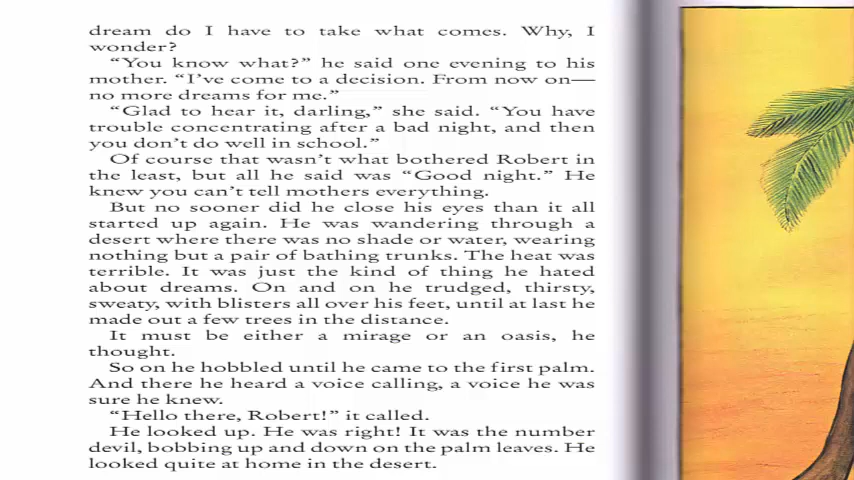 dream do I have to take what comes. Why, I
wonder?
“You know what?” he said one evening to his
mother. “I’ve come to a decision. From now on—
no more dreams for me.”
“Glad to hear it, darling,” she said. “You have
trouble concentrating after a bad night, and then
you don’t do well in school.”
Of course that wasn’t what bothered Robert in
the least, but all he said was “Good night.” He
knew you can’t tell mothers everything.
But no sooner did he close his eyes than it all
started up again. He was wandering through a
desert where there was no shade or water, wearing
nothing but a pair of bathing trunks. The heat was
terrible. It was just the kind of thing he hated
about dreams. On and on he trudged, thirsty,
sweaty, with blisters all over his feet, until at last he
made out a few trees in the distance.
It must be either a mirage or an oasis, he
thought.
So on he hobbled until he came to the first palm.
And there he heard a voice calling, a voice he was
sure he knew.
“Hello there, Robert!” it called.
He looked up. He was right! It was the number
devil, bobbing up and down on the palm leaves. He
looked quite at home in the desert.